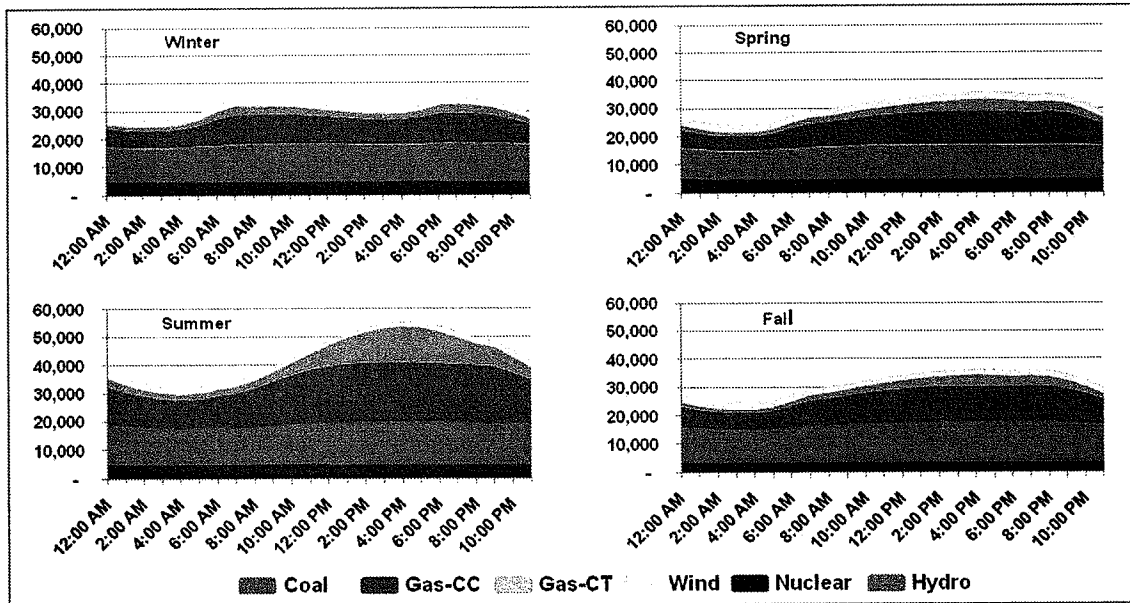 Winter
60,000
50,000
40,000
30,000
20,000
10,000
-
12:00 AM
2:00 AM
4:00 AM
6:00 AM
8:00 AM
10:00 AM
12:00 PM
2:00 PM
4:00 PM
6:00 PM
8:00 PM
10:00 PM
Spring
60,000
50,000
40,000
30,000
20,000
10,000
-
12:00 AM
2:00 AM
4:00 AM
6:00 AM
8:00 AM
10:00 AM
12:00 PM
2:00 PM
4:00 PM
6:00 PM
8:00 PM
10:00 PM
Summer
60,000
50,000
40,000
30,000
20,000
10,000
-
12:00 AM
2:00 AM
4:00 AM
6:00 AM
8:00 AM
10:00 AM
12:00 PM
2:00 PM
4:00 PM
6:00 PM
8:00 PM
10:00 PM
Fall
60,000
50,000
40,000
30,000
20,000
10,000
-
12:00 AM
2:00 AM
4:00 AM
6:00 AM
8:00 AM
10:00 AM
12:00 PM
2:00 PM
4:00 PM
6:00 PM
8:00 PM
10:00 PM
Coal Gas-CC Gas-CT Wind Nuclear Hydro